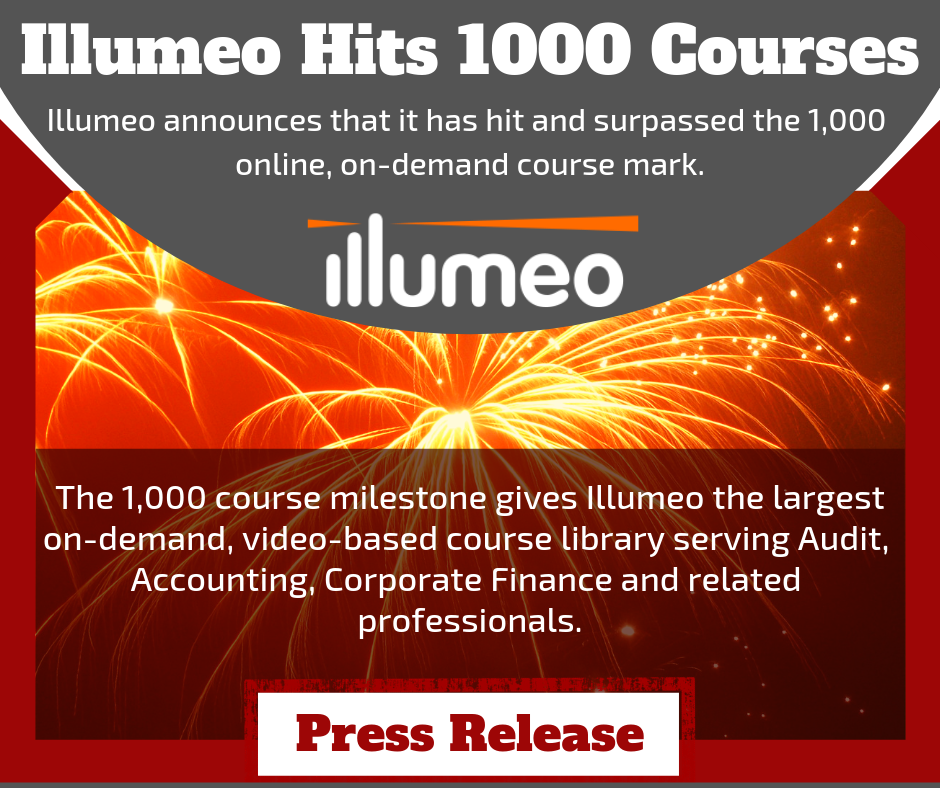 Illumeo Hits 1000 Courses
Illumeo announces that it has hit and surpassed the 1,000
online, on-demand course mark.
illumeo
The 1,000 course milestone gives Illumeo the largest
on-demand, video-based course library serving Audit,
Accounting, Corporate Finance and related
professionals.
Press Release